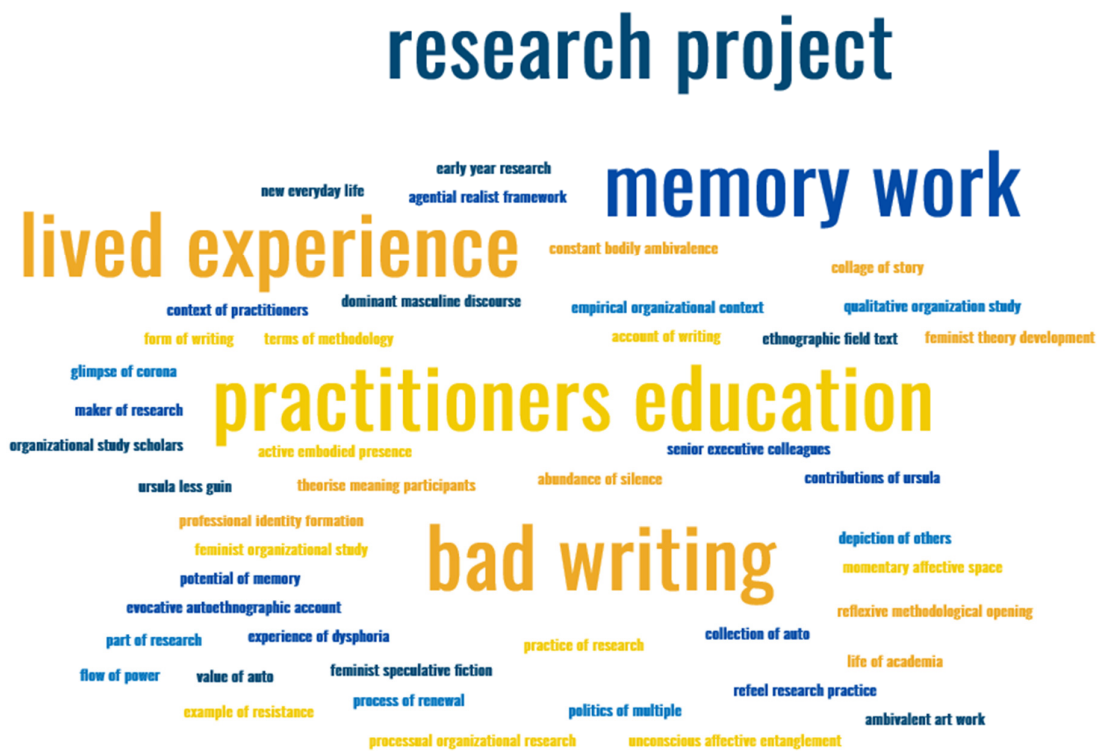 research project
early year research
memory work
new everyday life
agential realist framework
lived experience
constant bodily ambivalence
collage of story
context of practitioners
dominant masculine discourse
empirical organizational context
qualitative organization study
form of writing
terms of methodology
account of writing
ethnographic field text
feminist theory development
glimpse of corona
practitioners education
maker of research
organizational study scholars
active embodied presence
senior executive colleagues
ursula less guin
theorise meaning participants
abundance of silence
contributions of ursula
professional identity formation
feminist organizational study
bad writing
depiction of others
momentary affective space
potential of memory
evocative autoethnographic account
reflexive methodological opening
part of research
experience of dysphoria
practice of research
collection of auto
life of academia
flow of power
value of auto
feminist speculative fiction
refeel research practice
example of resistance
process of renewal
politics of multiple
ambivalent art work
processual organizational research
unconscious affective entanglement